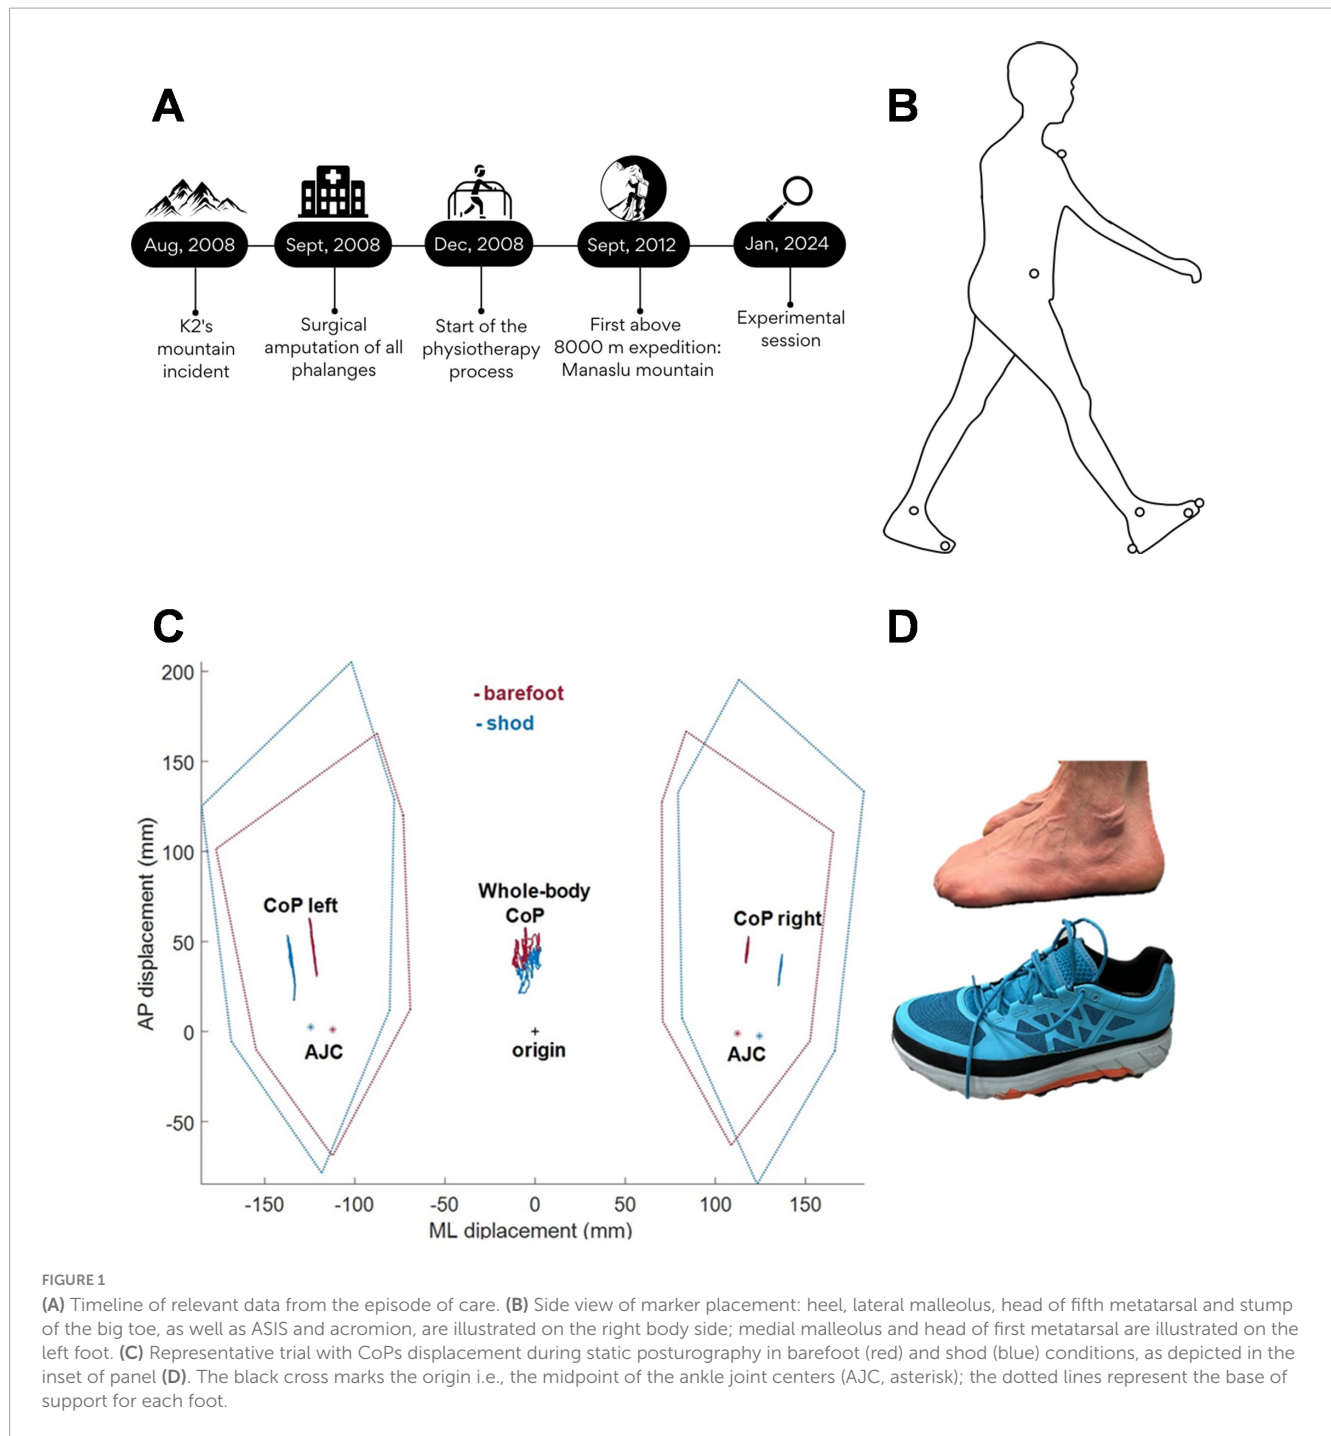 A
B
Aug, 2008
Sept, 2008
Dec, 2008
Sept, 2012
Jan, 2024
K2's
mountain
incident
Surgical
amputation of all
phalanges
Start of the
physiotherapy
process
First above
8000 m expedition:
Manaslu mountain
Experimental
session
C
D
200
150
100
50
0
-50
AP displacement (mm)
- barefoot
- shod
CoP left
Whole-body
CoP
CoP right
AJC
origin
AJC
-150
-100
-50
0
50
100
150
ML diplacement (mm)
FIGURE 1
(A) Timeline of relevant data from the episode of care. (B) Side view of marker placement: heel, lateral malleolus, head of fifth metatarsal and stump
of the big toe, as well as ASIS and acromion, are illustrated on the right body side; medial malleolus and head of first metatarsal are illustrated on the
left foot. (C) Representative trial with CoPs displacement during static posturography in barefoot (red) and shod (blue) conditions, as depicted in the
inset of panel (D). The black cross marks the origin i.e., the midpoint of the ankle joint centers (AJC, asterisk); the dotted lines represent the base of
support for each foot.